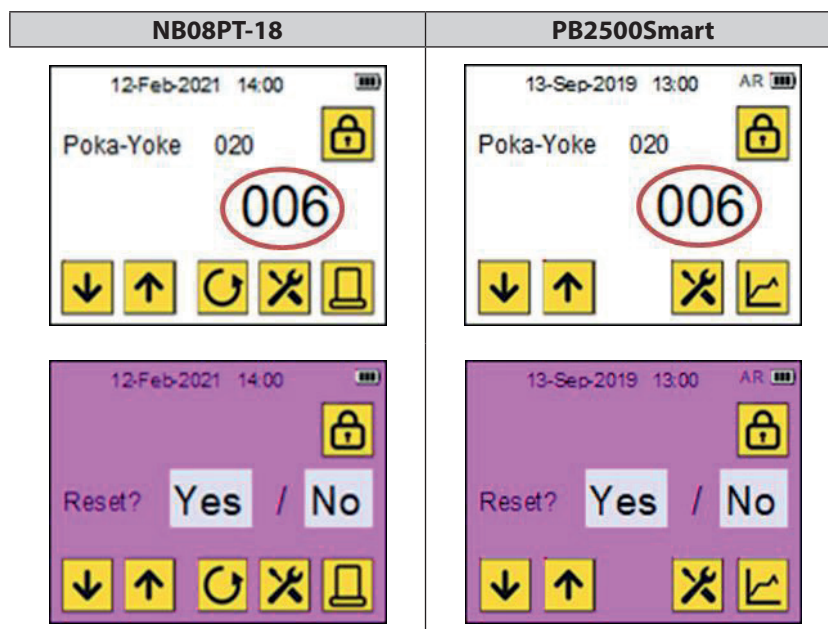 NB08PT-18
PB2500Smart
12-Feb-2021 14:00
Poka-Yoke 020
006
13-Sep-2019 13:00 AR
Poka-Yoke 020
006
12-Feb-2021 14:00
Reset? Yes / No
13-Sep-2019 13:00 AR
Reset? Yes / No